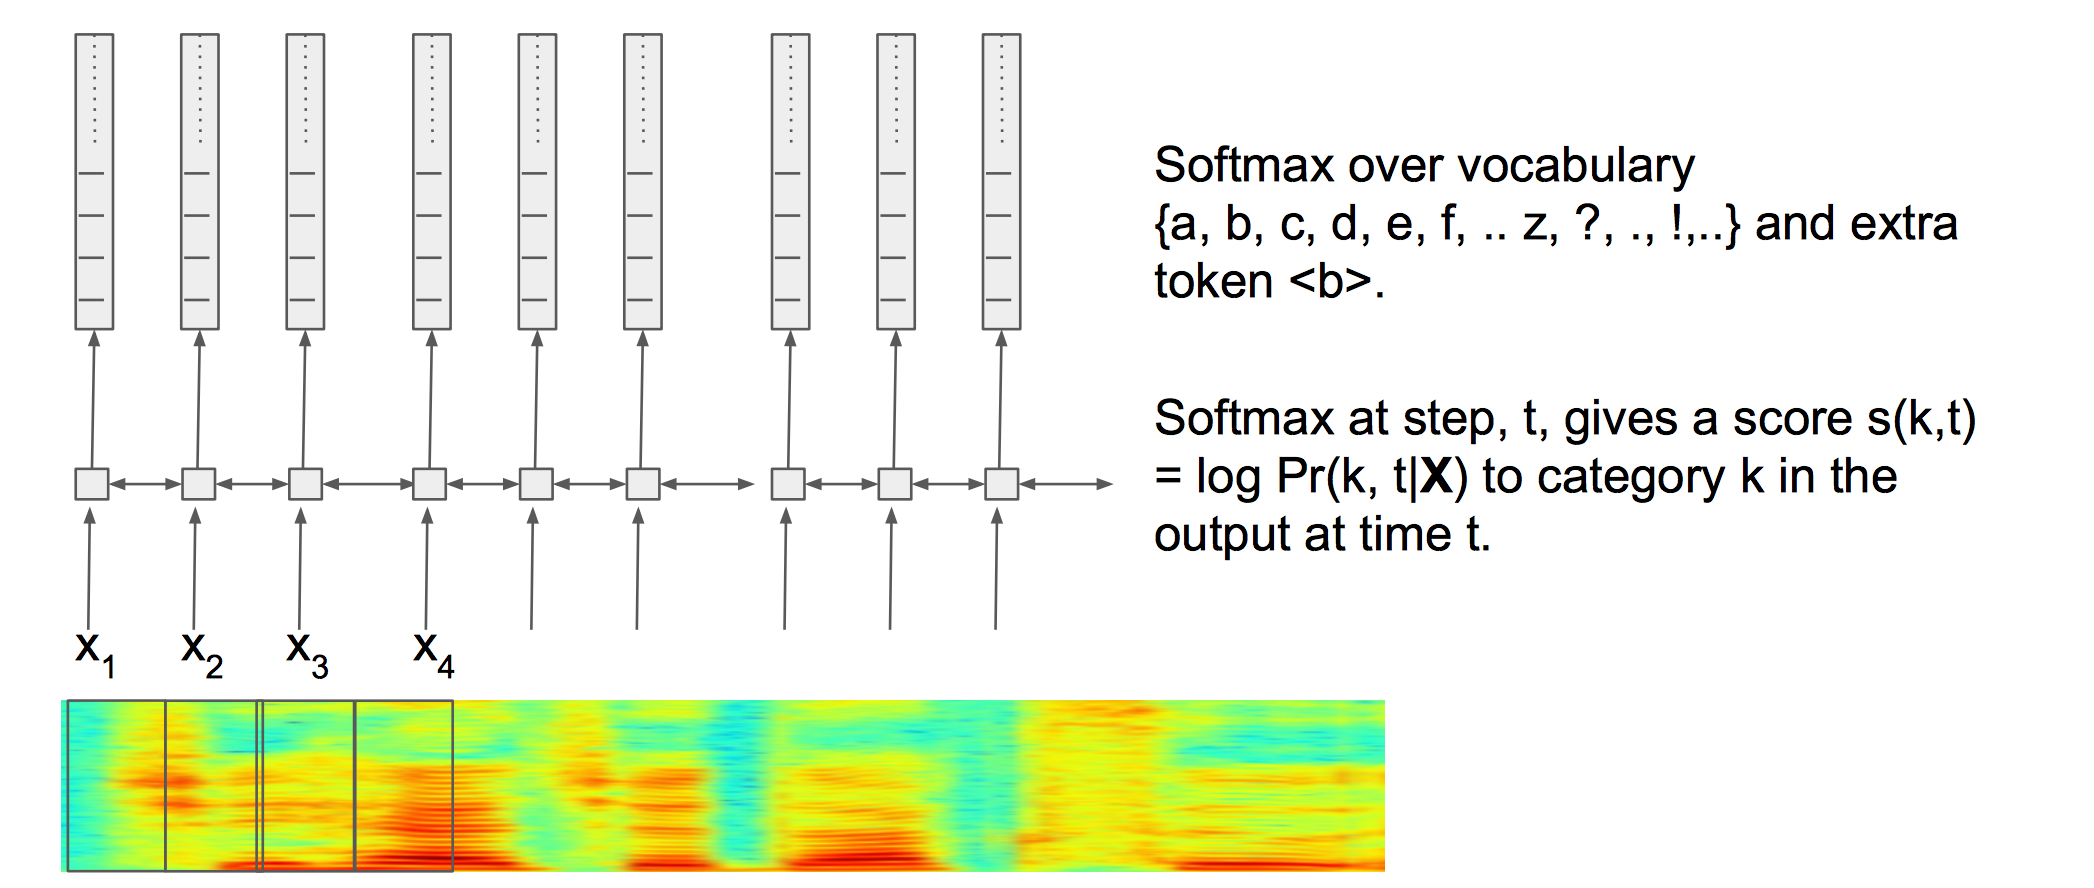 Softmax over vocabulary
{a, b, c, d, e, f, .. z, ?, ., !,..} and extra
token <b>.
Softmax at step, t, gives a score s(k,t)
= log Pr(k, t|X) to category k in the
output at time t.
x1 x2 x3 x4